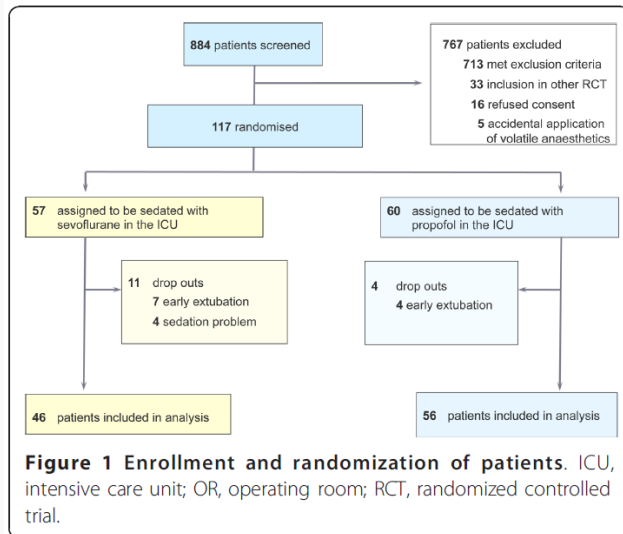 884 patients screened
767 patients excluded
713 met exclusion criteria
33 inclusion in other RCT
16 refused consent
5 accidental application
of volatile anaesthetics
117 randomised
57 assigned to be sedated with
sevoflurane in the ICU
60 assigned to be sedated with
propofol in the ICU
11 drop outs
7 early extubation
4 sedation problem
4 drop outs
4 early extubation
46 patients included in analysis
56 patients included in analysis
Figure 1 Enrollment and randomization of patients. ICU,
intensive care unit; OR, operating room; RCT, randomized controlled
trial.